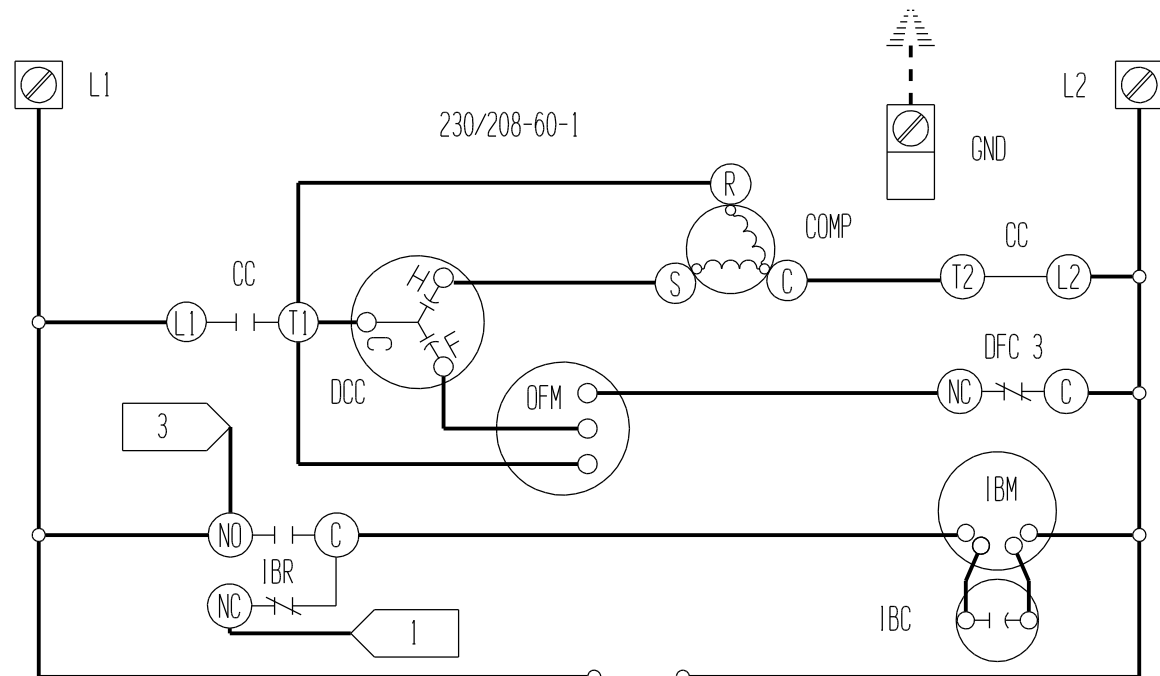 L1
L2
230/208-60-1
GND
R
COMP
CC
CC
H
S
C
T2
L2
L1
T1
C
F
DFC 3
DCC
OFM
NC
C
3
IBM
NO
C
IBR
NC
IBC
1